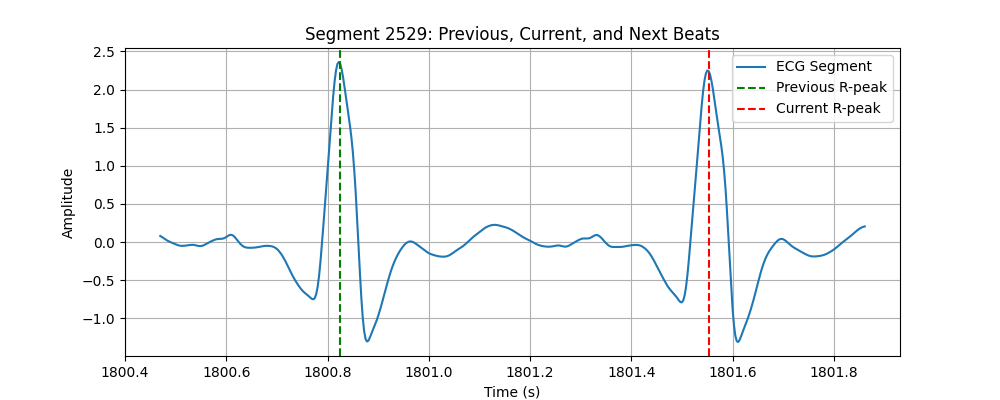 Segment 2529: Previous, Current, and Next Beats
2.5
2.0
1.5
1.0
0.5
0.0
−0.5
−1.0
Amplitude
ECG Segment
Previous R-peak
Current R-peak
1800.4 1800.6 1800.8 1801.0 1801.2 1801.4 1801.6 1801.8
Time (s)